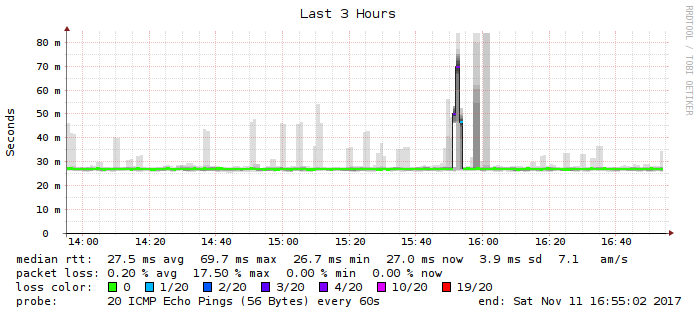 Last 3 Hours
RRDTOOL / TOBI OETIKER
Seconds
80 m
70 m
60 m
50 m
40 m
30 m
20 m
10 m
0
14:00 14:20 14:40 15:00 15:20 15:40 16:00 16:20 16:40
median rtt: 27.5 ms avg 69.7 ms max 26.7 ms min 27.0 ms now 3.9 ms sd 7.1 am/s
packet loss: 0.20 % avg 17.50 % max 0.00 % min 0.00 % now
loss color: 0 1/20 2/20 3/20 4/20 10/20 19/20
probe: 20 ICMP Echo Pings (56 Bytes) every 60s end: Sat Nov 11 16:55:02 2017